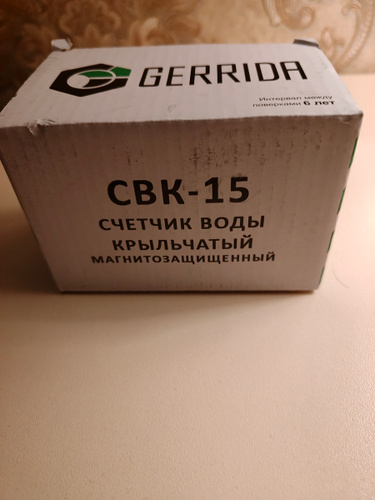 GERRIDA
Интервал между
поверками 6 лет
СВК-15
СЧЕТЧИК ВОДЫ
КРЫЛЬЧАТЫЙ
МАГНИТОЗАЩИЩЕННЫЙ